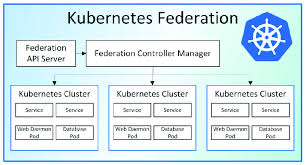 Kubernetes Federation
Federation
API Server
Federation Controller Manager
Kubernetes Cluster
Service
Service
Web Daemon
Pod
Database
Pod
Kubernetes Cluster
Service
Service
Web Daemon
Pod
Database
Pod
Kubernetes Cluster
Service
Service
Web Daemon
Pod
Database
Pod